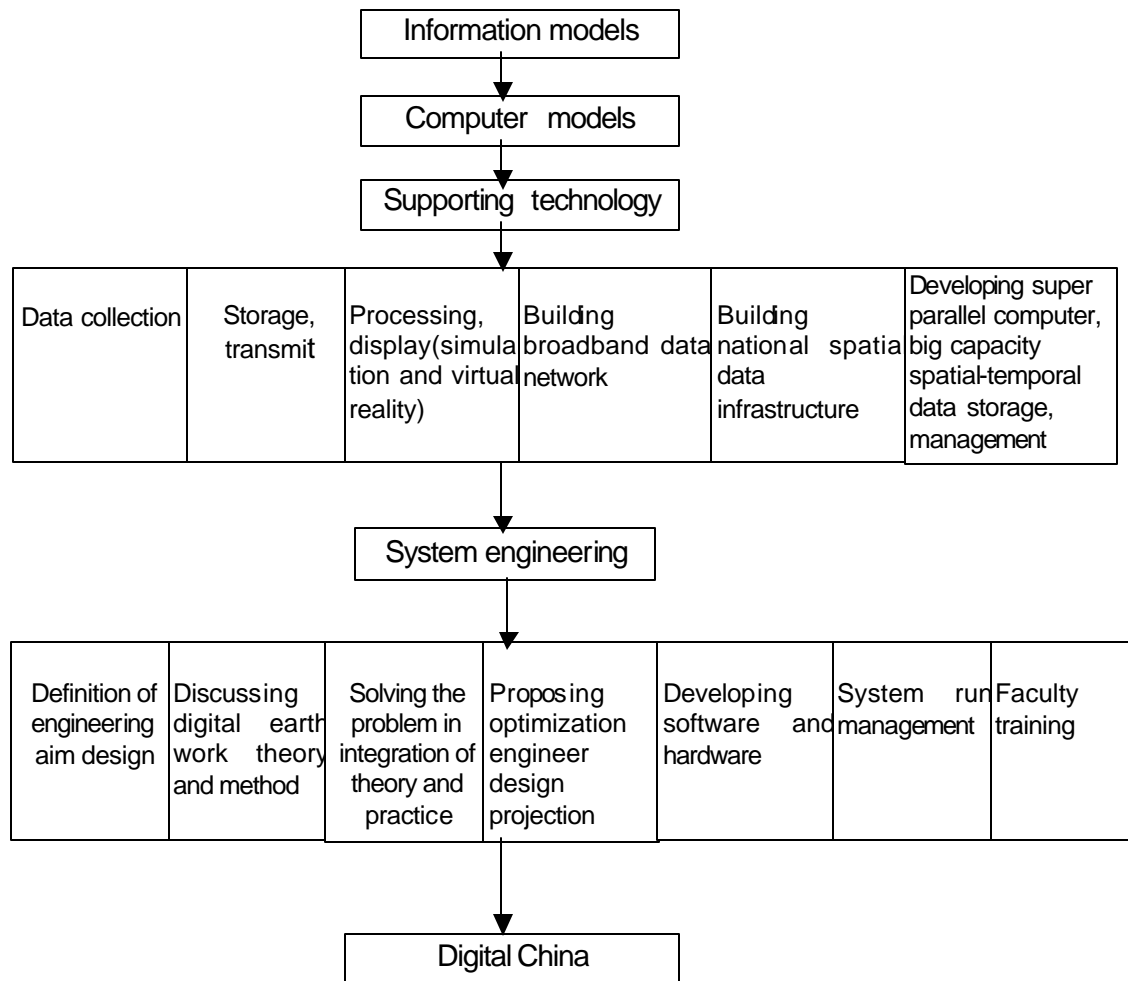 Information models
Computer models
Supporting technology
Data collection
Storage,
transmit
Processing,
display(simula
tion and virtual
reality)
Building
broadband data
network
Building
national spatia
data
infrastructure
Developing super
parallel computer,
big capacity
spatial-temporal
data storage,
management
System engineering
Definition of
engineering
aim design
Discussing
digital earth
work theory
and method
Solving the
problem in
integration of
theory and
practice
Proposing
optimization
engineer
design
projection
Developing
software and
hardware
System run
management
Faculty
training
Digital China